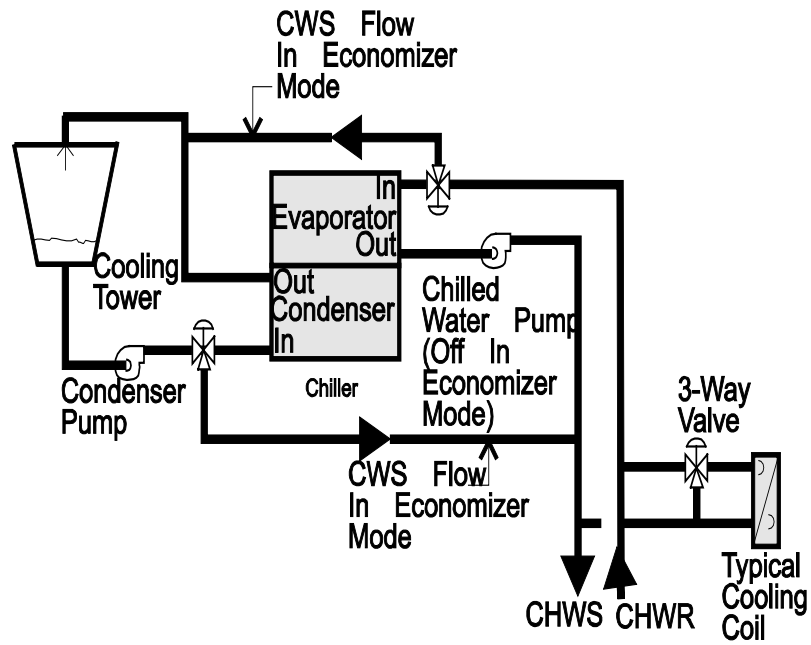 CWS Flow
In Economizer
Mode
In
Evaporator
Out
Cooling
Tower
Out
Condenser
In
Chilled
Water Pump
(Off In
Economizer
Mode)
Chiller
Condenser
Pump
3-Way
Valve
CWS Flow
In Economizer
Mode
Typical
Cooling
Coil
CHWS CHWR